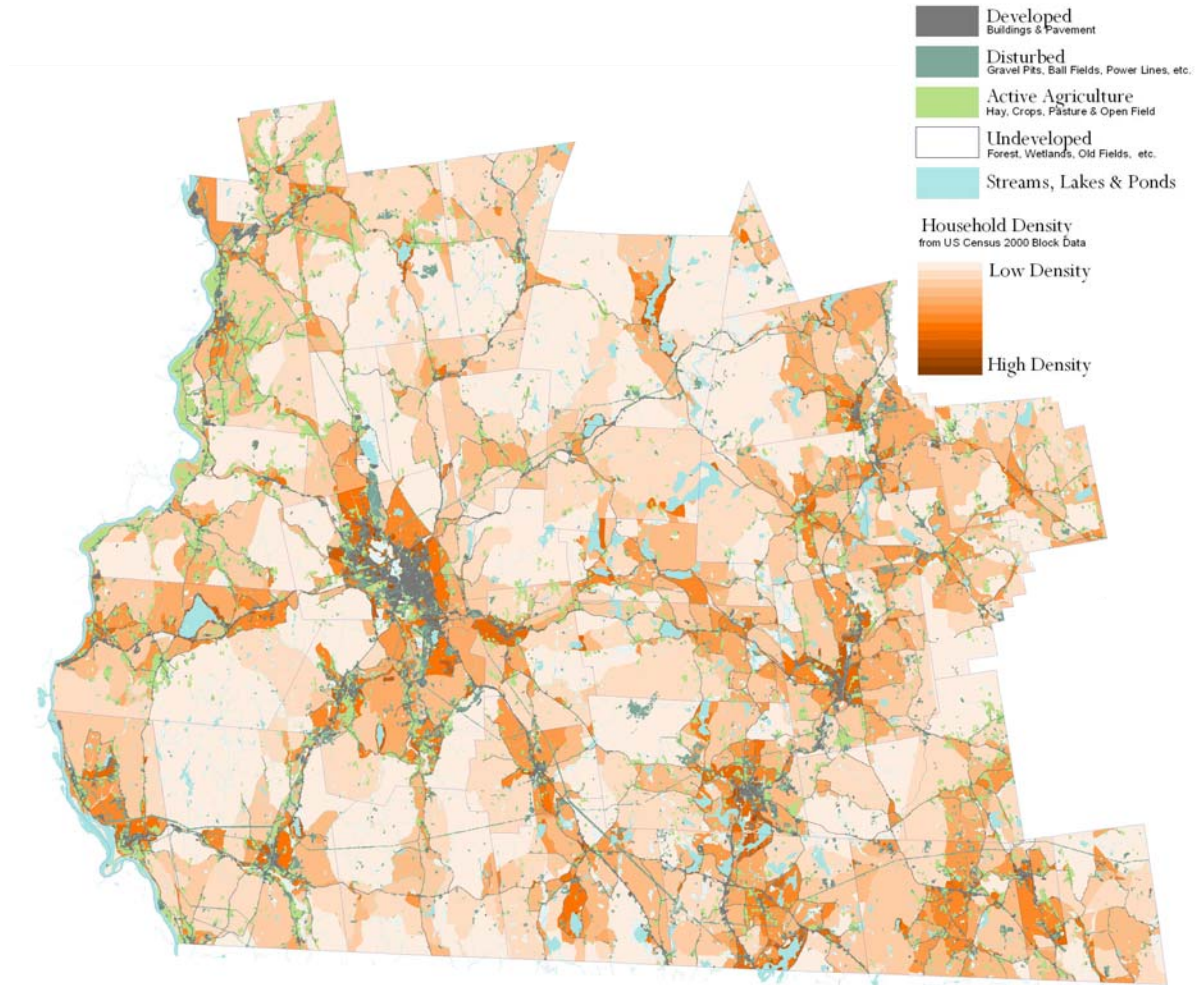 Developed
Buildings & Pavement
Disturbed
Gravel Pits, Ball Fields, Power Lines, etc.
Active Agriculture
Hay, Crops, Pasture & Open Field
Undeveloped
Forest, Wetlands, Old Fields, etc.
Streams, Lakes & Ponds
Household Density
from US Census 2000 Block Data
Low Density
High Density